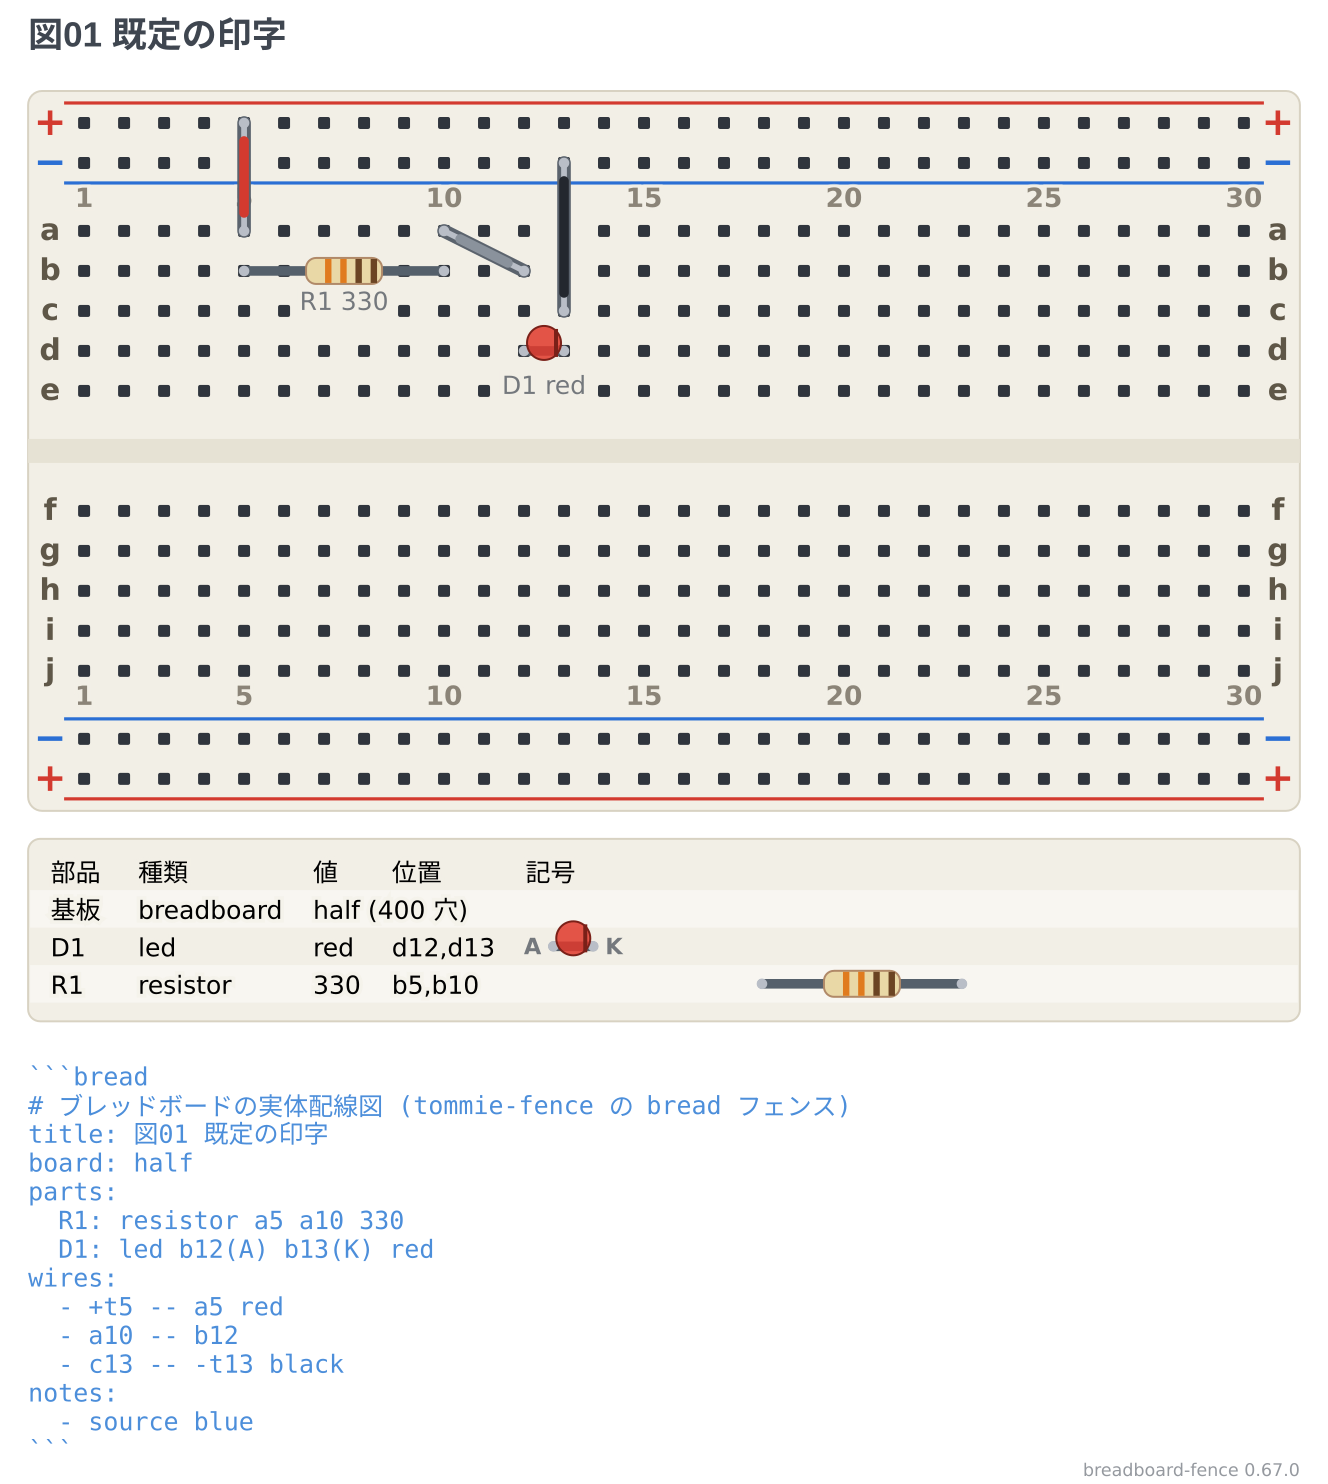 図01 既定の印字
+ +
− −
1 10 15 20 25 30
a a
b b
R1 330
c c
d d
D1 red
e e
f f
g g
h h
i i
j j
1 5 10 15 20 25 30
− −
+ +
部品 種類 値 位置 記号
基板 breadboard half (400 穴)
D1 led red d12,d13 A K
R1 resistor 330 b5,b10
```bread
# ブレッドボードの実体配線図 (tommie-fence の bread フェンス)
title: 図01 既定の印字
board: half
parts:
  R1: resistor a5 a10 330
  D1: led b12(A) b13(K) red
wires:
  - +t5 -- a5 red
  - a10 -- b12
  - c13 -- -t13 black
notes:
  - source blue
```
breadboard-fence 0.67.0